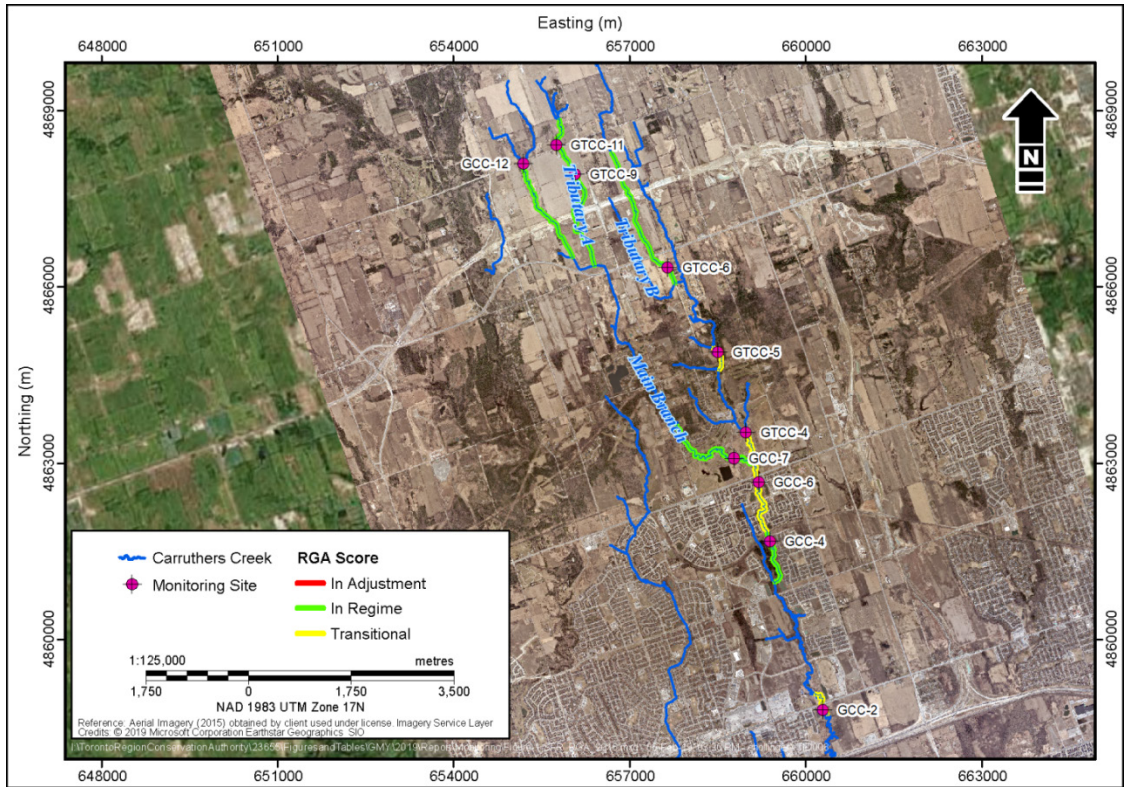 Easting (m)
648000 651000 654000 657000 660000 663000
4869000 4869000
GTCC-11
GCC-12
GTCC-9
Tributary A
Tributary B
GTCC-6
4866000 4866000
GTCC-5
Main Branch
Northing (m)
GTCC-4
4863000 4863000
GCC-7
GCC-6
GCC-4
Carruthers Creek
Monitoring Site
RGA Score
In Adjustment
In Regime
Transitional
4860000 4860000
1:125,000 metres
1,750 0 1,750 3,500
NAD 1983 UTM Zone 17N
Reference: Aerial Imagery (2015) obtained by client used under license. Imagery Service Layer
Credits: © 2019 Microsoft Corporation Earthstar Geographics SIO
GCC-2
N
648000 651000 654000 657000 660000 663000